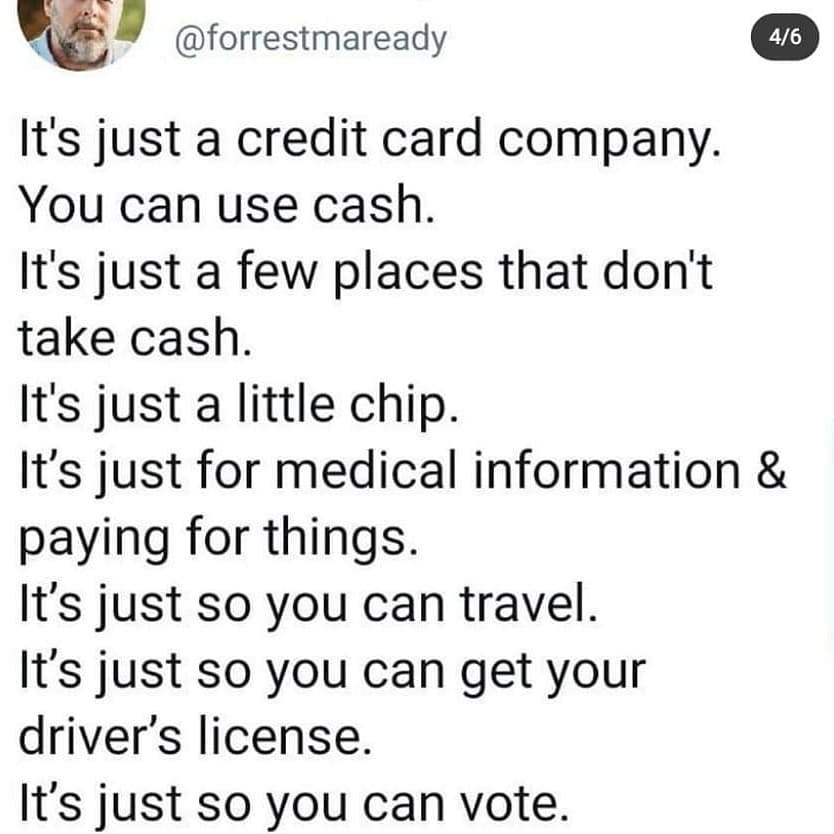 @forrestmaready
4/6
It's just a credit card company.
You can use cash.
It's just a few places that don't
take cash.
It's just a little chip.
It’s just for medical information &
paying for things.
It’s just so you can travel.
It’s just so you can get your
driver’s license.
It’s just so you can vote.